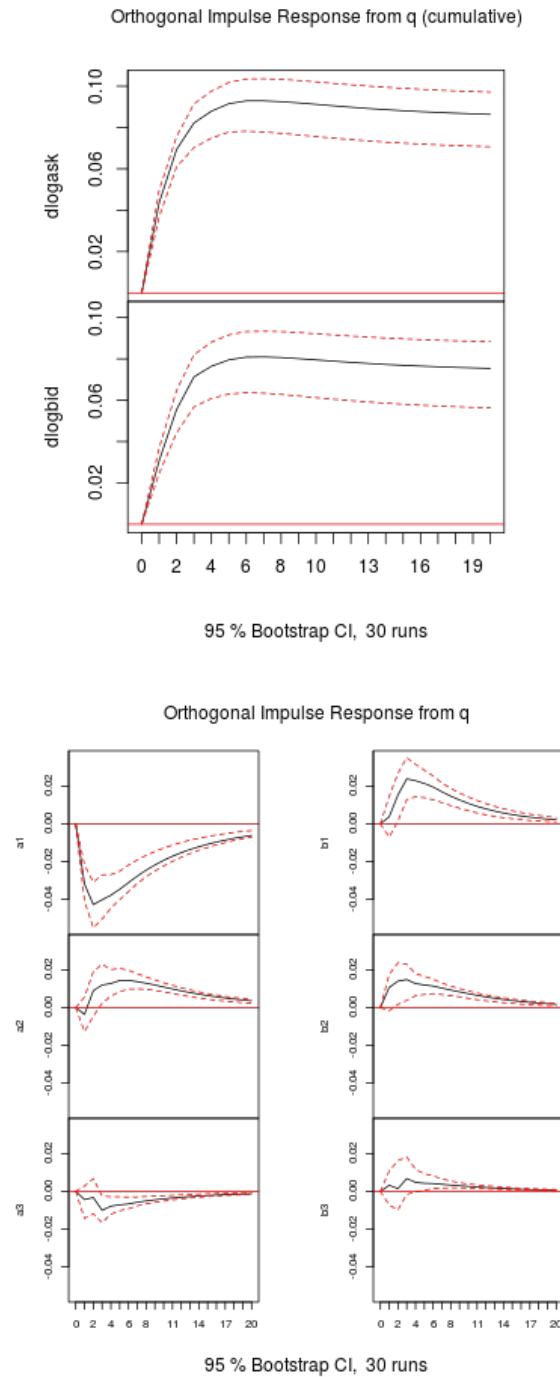 Orthogonal Impulse Response from q (cumulative)
dlogask
0.10
0.06
0.02
dlogbid
0.10
0.06
0.02
0 2 4 6 8 10 13 16 19
95 % Bootstrap CI, 30 runs
Orthogonal Impulse Response from q
a1
0.02
0.00
-0.02
-0.04
b1
0.02
0.00
-0.02
-0.04
a2
0.02
0.00
-0.02
-0.04
b2
0.02
0.00
-0.02
-0.04
a3
0.02
0.00
-0.02
-0.04
b3
0.02
0.00
-0.02
-0.04
0 2 4 6 8 11 14 17 20
0 2 4 6 8 11 14 17 20
95 % Bootstrap CI, 30 runs